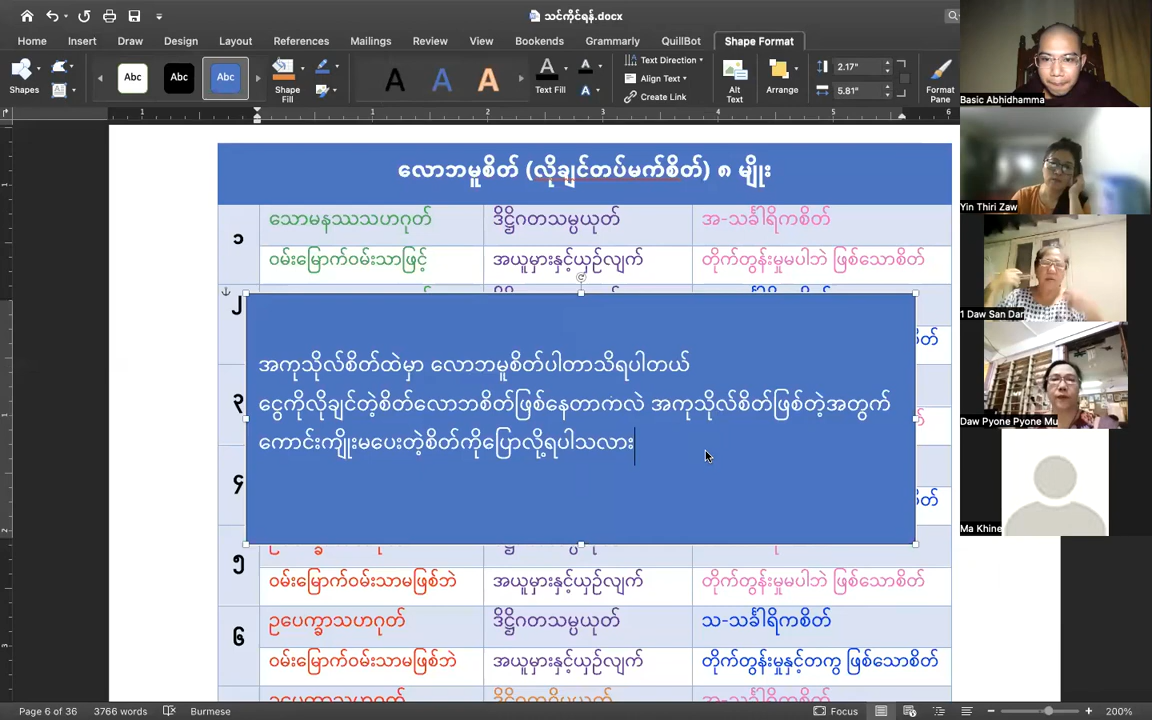 သင်ကိုင်ရန်.docx
Home Insert Draw Design Layout References Mailings Review View Bookends Grammarly QuillBot Shape Format
Shapes
Abc Abc Abc
Shape Fill
Text Fill
Text Direction
Align Text
Create Link
Alt Text
Arrange
2.17"
5.81"
Format Pane
လောဘမူစိတ် (လိုချင်တပ်မက်စိတ်) ၈ မျိုး
၁
သောမနဿသဟဂုတ် ဒိဋ္ဌိဂတသမ္ပယုတ် အ-သင်္ခါရိကစိတ်
ဝမ်းမြောက်ဝမ်းသာဖြင့် အယူမှားနှင့်ယှဉ်လျက် တိုက်တွန်းမှုမပါဘဲ ဖြစ်သောစိတ်
၂
အကုသိုလ်စိတ်ထဲမှာ လောဘမူစိတ်ပါတာသိရပါတယ်
၃
ငွေကိုလိုချင်တဲ့စိတ်လောဘစိတ်ဖြစ်နေတာကလဲ အကုသိုလ်စိတ်ဖြစ်တဲ့အတွက်
ကောင်းကျိုးမပေးတဲ့စိတ်ကိုပြောလို့ရပါသလား
၄
၅
ဝမ်းမြောက်ဝမ်းသာမဖြစ်ဘဲ အယူမှားနှင့်ယှဉ်လျက် တိုက်တွန်းမှုမပါဘဲ ဖြစ်သောစိတ်
၆
ဥပေက္ခာသဟဂုတ် ဒိဋ္ဌိဂတသမ္ပယုတ် သ-သင်္ခါရိကစိတ်
ဝမ်းမြောက်ဝမ်းသာမဖြစ်ဘဲ အယူမှားနှင့်ယှဉ်လျက် တိုက်တွန်းမှုနှင့်တကွ ဖြစ်သောစိတ်
Page 6 of 36 3766 words Burmese Focus 200%
Basic Abhidhamma
Yin Thiri Zaw
Daw Pyone Pyone Mu
Ma Khine